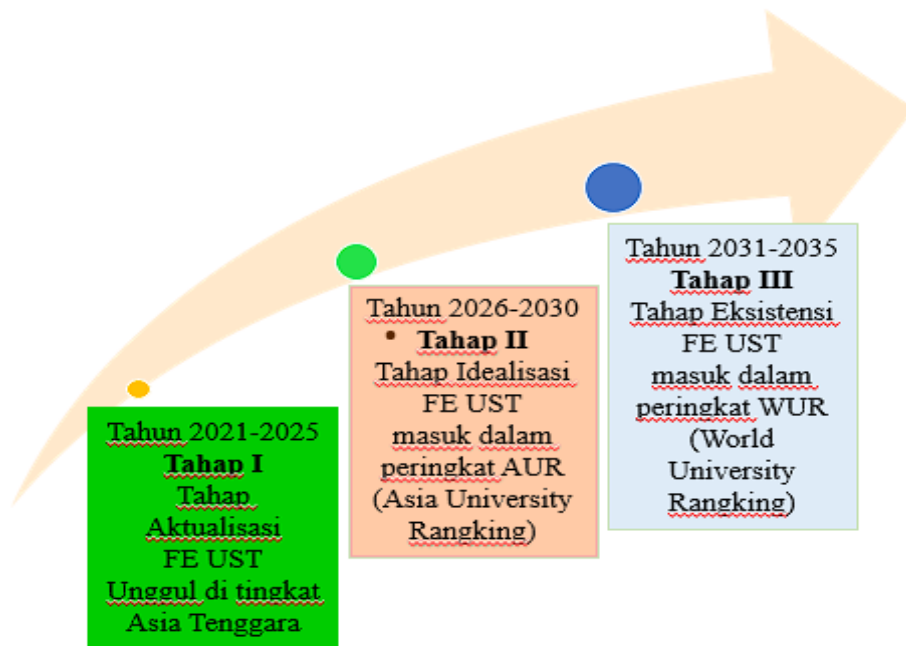 Tahun 2021-2025
Tahap I
Tahap
Aktualisasi
FE UST
Unggul di tingkat
Asia Tenggara
Tahun 2026-2030
• Tahap II
Tahap Idealisasi
FE UST
masuk dalam
peringkat AUR
(Asia University
Rangking)
Tahun 2031-2035
Tahap III
Tahap Eksistensi
FE UST
masuk dalam
peringkat WUR
(World
University
Rangking)